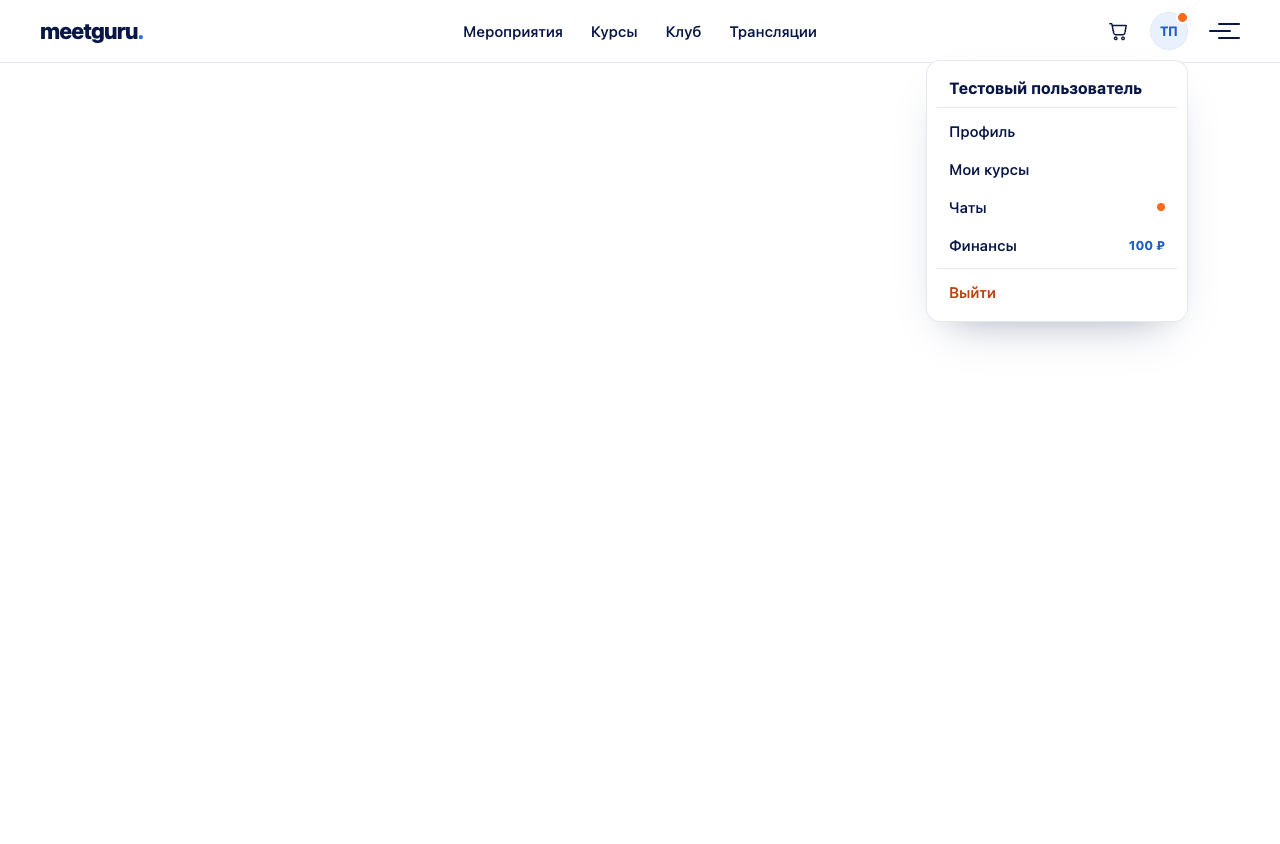 meetguru.
Мероприятия Курсы Клуб Трансляции
ТП
Тестовый пользователь
Профиль
Мои курсы
Чаты
Финансы 100 ₽
Выйти